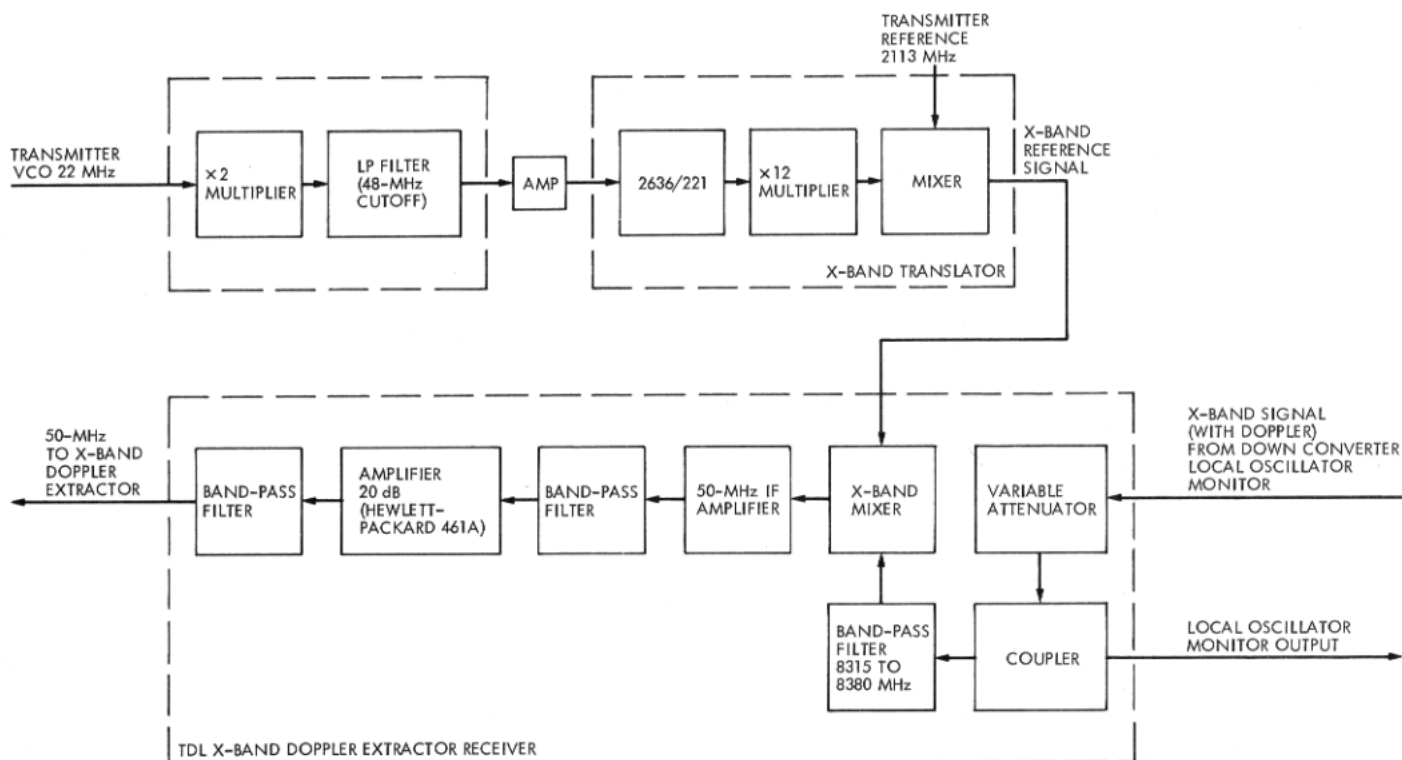 TRANSMITTER
REFERENCE
2113 MHz
TRANSMITTER
VCO 22 MHz
×2
MULTIPLIER
LP FILTER
(48-MHz
CUTOFF)
AMP
2636/221
×12
MULTIPLIER
MIXER
X-BAND
REFERENCE
SIGNAL
X-BAND TRANSLATOR
50-MHz
TO X-BAND
DOPPLER
EXTRACTOR
BAND-PASS
FILTER
AMPLIFIER
20 dB
(HEWLETT-
PACKARD 461A)
BAND-PASS
FILTER
50-MHz IF
AMPLIFIER
X-BAND
MIXER
VARIABLE
ATTENUATOR
X-BAND SIGNAL
(WITH DOPPLER)
FROM DOWN CONVERTER
LOCAL OSCILLATOR
MONITOR
BAND-PASS
FILTER
8315 TO
8380 MHz
COUPLER
LOCAL OSCILLATOR
MONITOR OUTPUT
TDL X-BAND DOPPLER EXTRACTOR RECEIVER